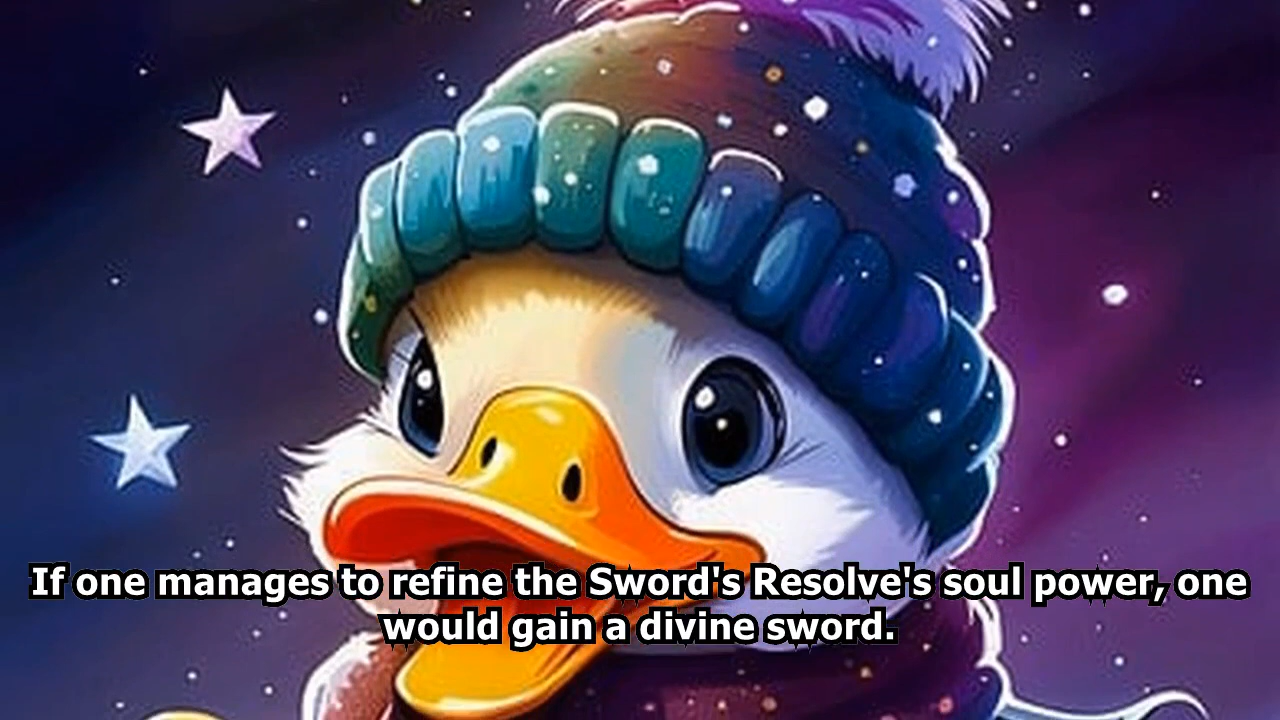 If one manages to refine the Sword's Resolve's soul power, one
would gain a divine sword.